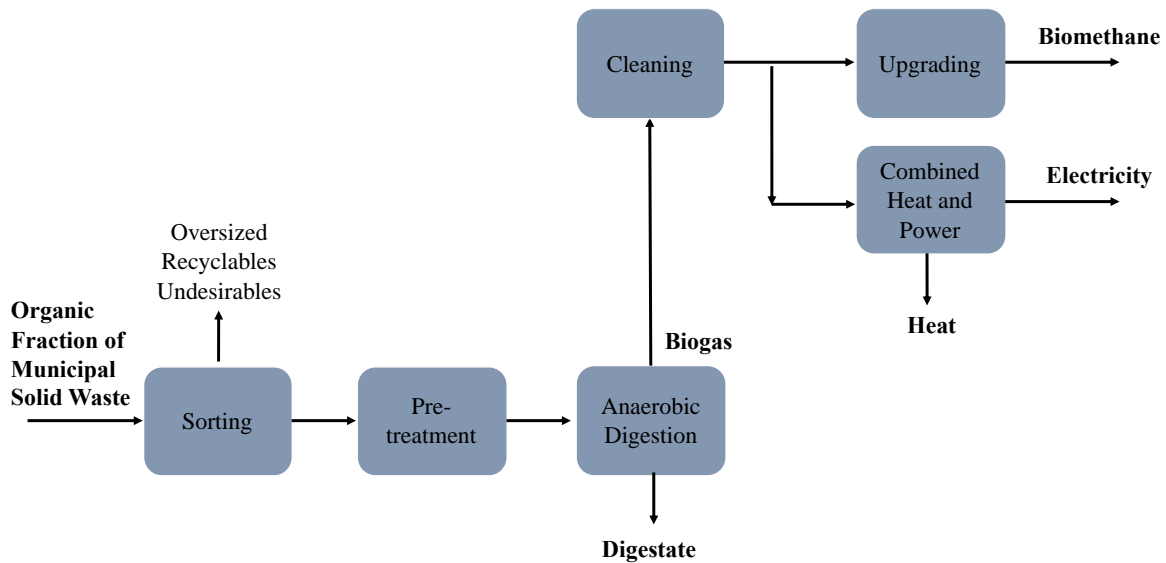 Cleaning
Upgrading
Biomethane
Combined
Heat and
Power
Electricity
Heat
Oversized
Recyclables
Undesirables
Organic
Fraction of
Municipal
Solid Waste
Sorting
Pre-
treatment
Biogas
Anaerobic
Digestion
Digestate